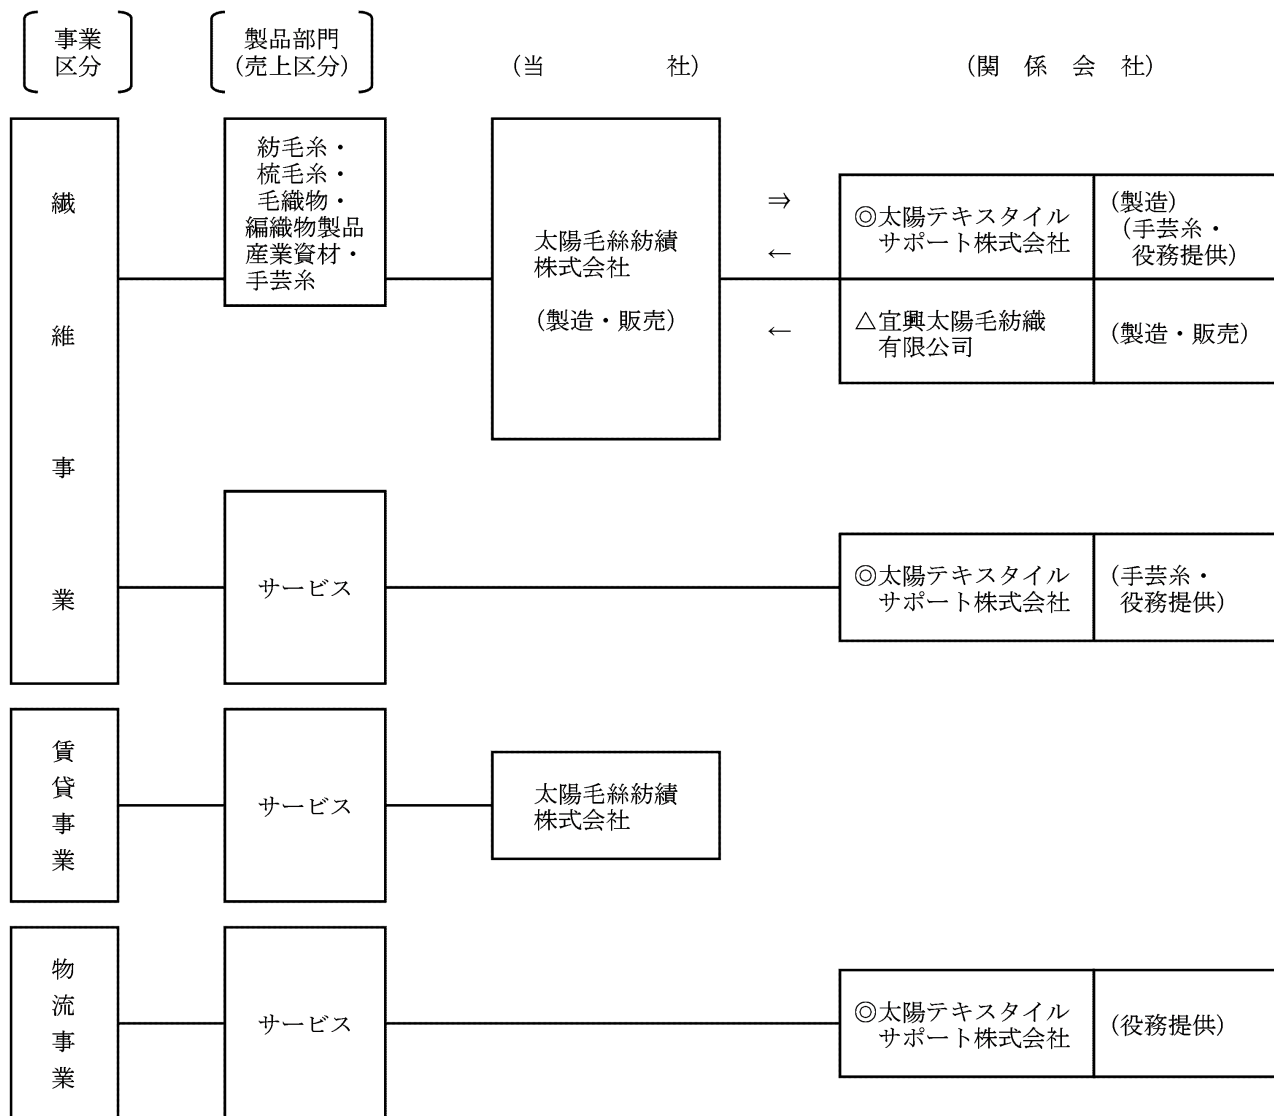 事業
区分
製品部門
(売上区分)
(当　　　　　社)
(関　係　会　社)
繊維事業
紡毛糸・
梳毛糸・
毛織物・
編織物製品
産業資材・
手芸糸
太陽毛絲紡績
株式会社
(製造・販売)
⇒
←
←
◎太陽テキスタイル
サポート株式会社
(製造)
(手芸糸・
役務提供)
△宜興太陽毛紡織
有限公司
(製造・販売)
サービス
◎太陽テキスタイル
サポート株式会社
(手芸糸・
役務提供)
賃貸事業
サービス
太陽毛絲紡績
株式会社
物流事業
サービス
◎太陽テキスタイル
サポート株式会社
(役務提供)